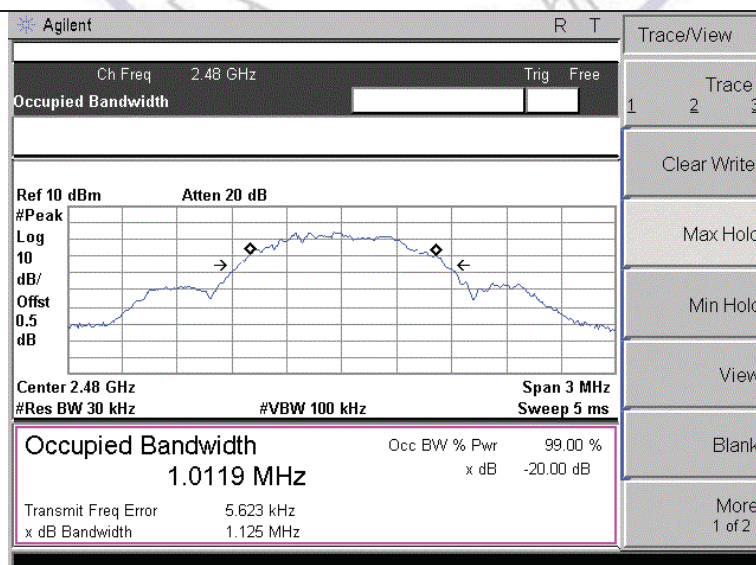 Agilent R T
Ch Freq 2.48 GHz Trig Free
Occupied Bandwidth
Ref 10 dBm Atten 20 dB
#Peak
Log
10
dB/
Offst
0.5
dB
Center 2.48 GHz Span 3 MHz
#Res BW 30 kHz #VBW 100 kHz Sweep 5 ms
Occupied Bandwidth Occ BW % Pwr 99.00 %
1.0119 MHz x dB -20.00 dB
Transmit Freq Error 5.623 kHz
x dB Bandwidth 1.125 MHz
Trace/View
Trace
1 2 3
Clear Write
Max Hold
Min Hold
View
Blank
More
1 of 2